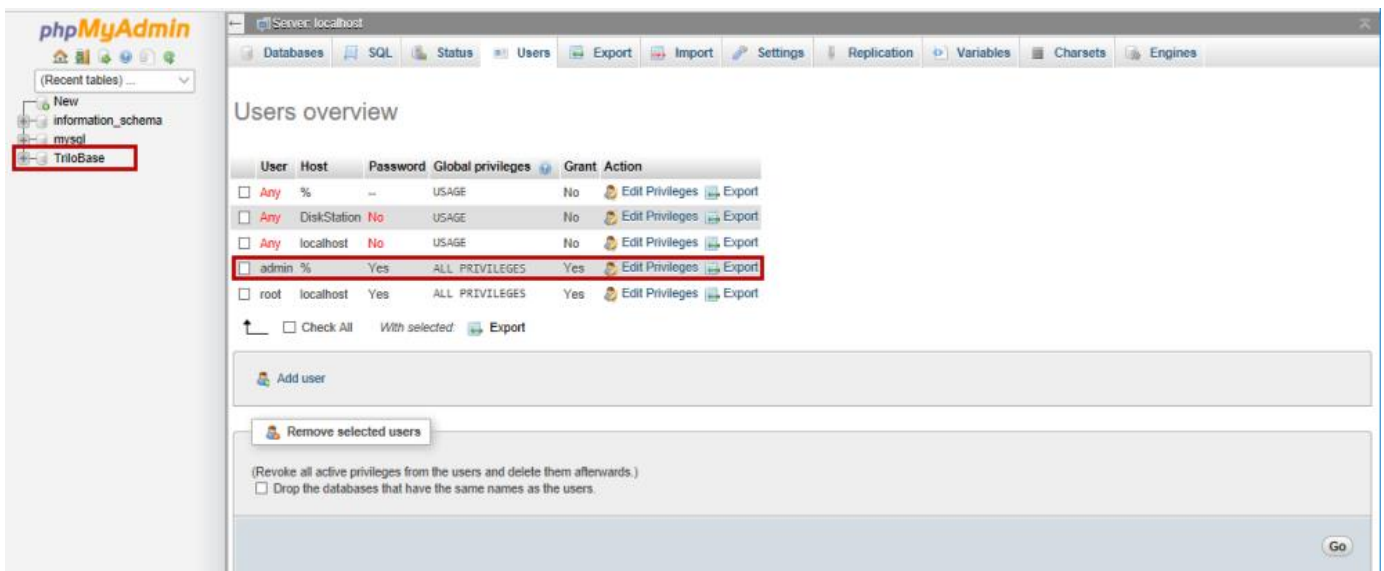 phpMyAdmin
(Recent tables) ...
New
information_schema
mysql
TriloBase
Server: localhost
Databases SQL Status Users Export Import Settings Replication Variables Charsets Engines
Users overview
User Host Password Global privileges Grant Action
Any % -- USAGE No Edit Privileges Export
Any DiskStation No USAGE No Edit Privileges Export
Any localhost No USAGE No Edit Privileges Export
admin % Yes ALL PRIVILEGES Yes Edit Privileges Export
root localhost Yes ALL PRIVILEGES Yes Edit Privileges Export
Check All With selected: Export
Add user
Remove selected users
(Revoke all active privileges from the users and delete them afterwards.)
Drop the databases that have the same names as the users.
Go